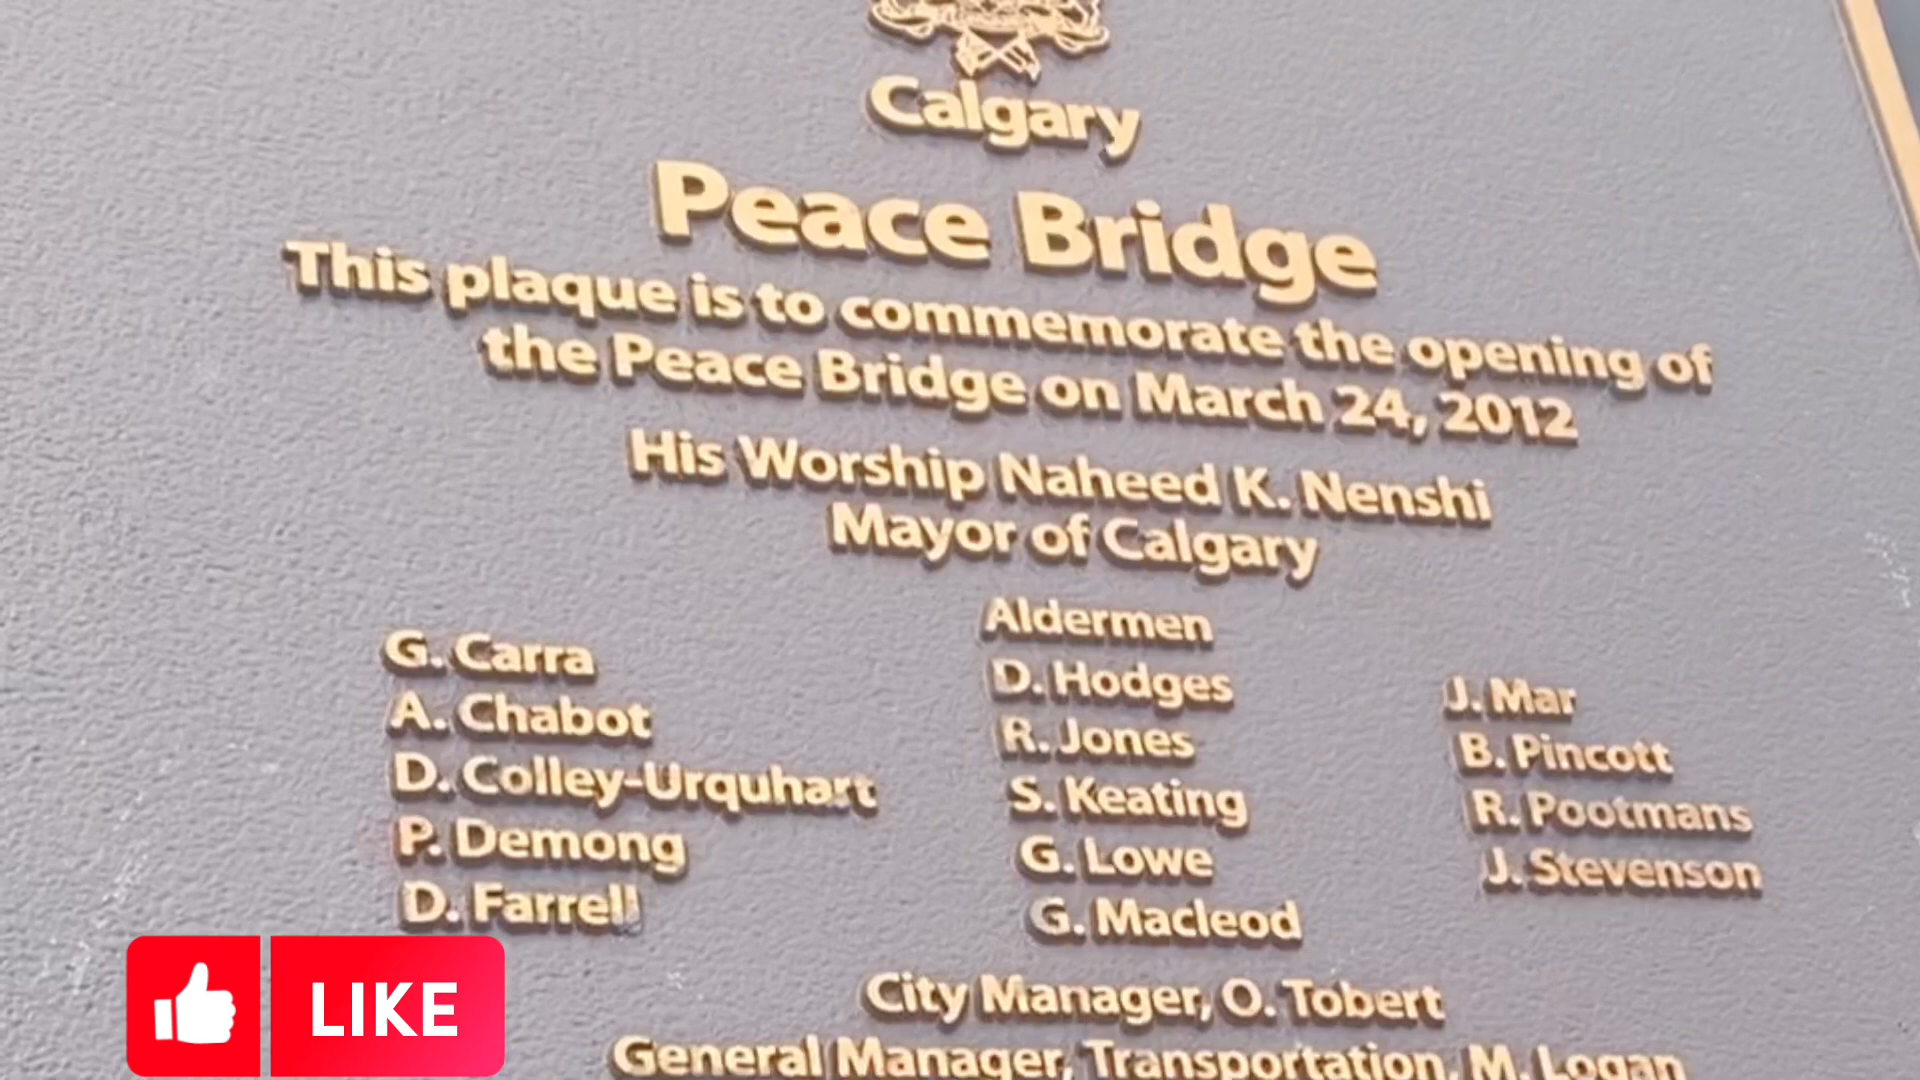 Calgary
Peace Bridge
This plaque is to commemorate the opening of
the Peace Bridge on March 24, 2012
His Worship Naheed K. Nenshi
Mayor of Calgary
Aldermen
G. Carra
A. Chabot
D. Colley-Urquhart
P. Demong
D. Farrell
D. Hodges
R. Jones
S. Keating
G. Lowe
G. Macleod
J. Mar
B. Pincott
R. Pootmans
J. Stevenson
City Manager, O. Tobert
General Manager, Transportation, M. Logan
LIKE